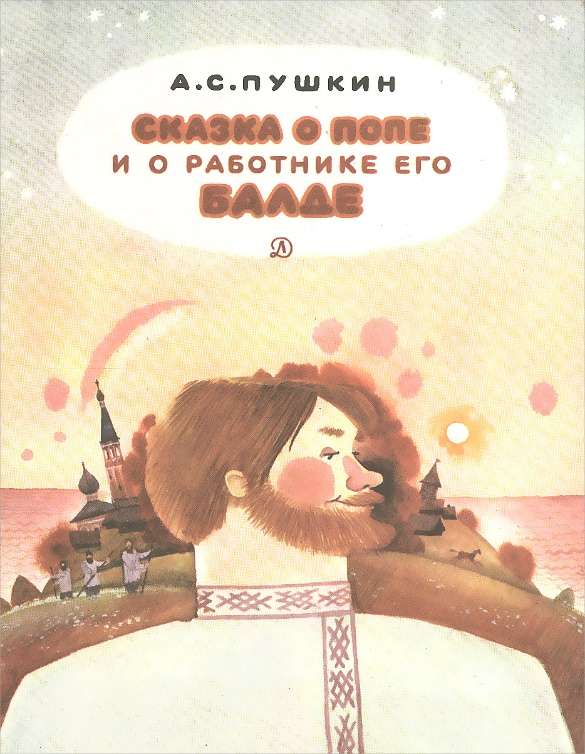 А.С.ПУШКИН
СКАЗКА О ПОПЕ
И О РАБОТНИКЕ ЕГО
БАЛДЕ
Д